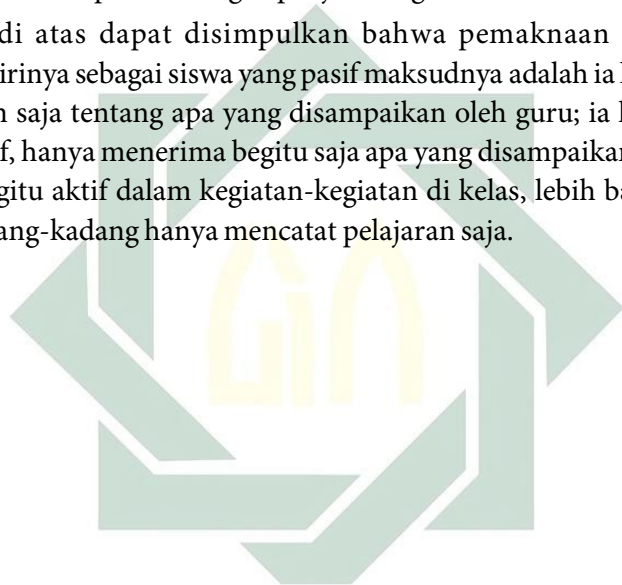 di atas dapat disimpulkan bahwa pemaknaan
irinya sebagai siswa yang pasif maksudnya adalah ia
saja tentang apa yang disampaikan oleh guru; ia
hanya menerima begitu saja apa yang disampaikan
gitu aktif dalam kegiatan-kegiatan di kelas, lebih
ang-kadang hanya mencatat pelajaran saja.